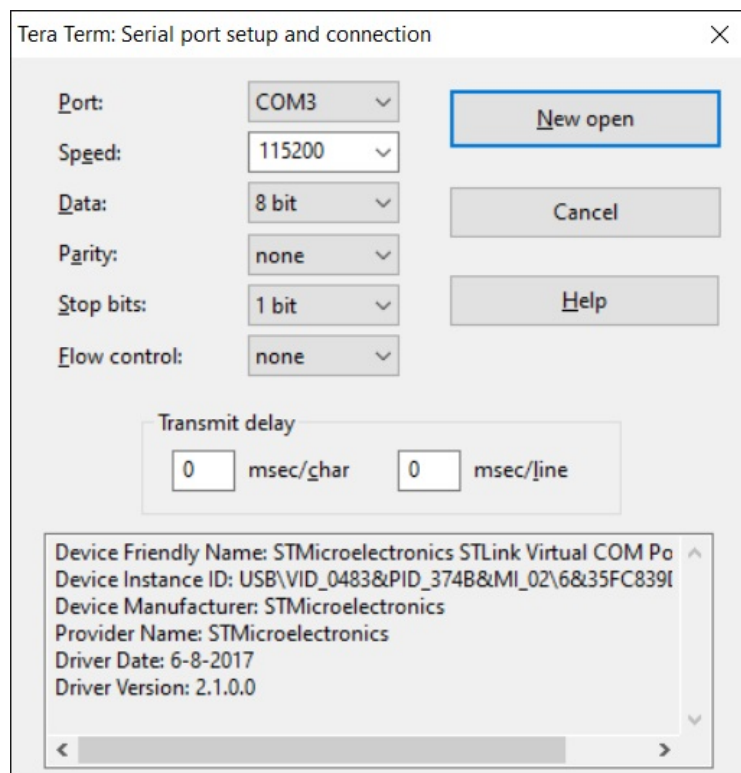 Tera Term: Serial port setup and connection
Port: COM3
New open
Speed: 115200
Data: 8 bit
Cancel
Parity: none
Stop bits: 1 bit
Help
Flow control: none
Transmit delay
0 msec/char 0 msec/line
Device Friendly Name: STMicroelectronics STLink Virtual COM Po
Device Instance ID: USB\VID_0483&PID_374B&MI_02\6&35FC839
Device Manufacturer: STMicroelectronics
Provider Name: STMicroelectronics
Driver Date: 6-8-2017
Driver Version: 2.1.0.0